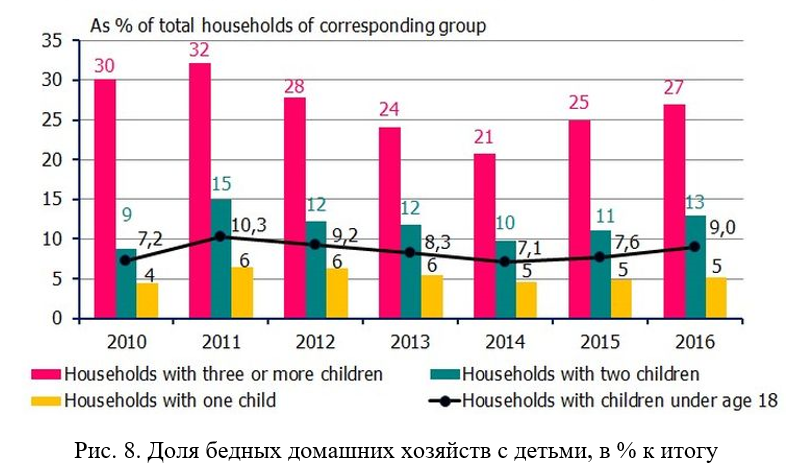 As % of total households of corresponding group
35
30
25
20
15
10
5
0
30 9 7,2 4
32 15 10,3 6
28 12 9,2 6
24 12 8,3 6
21 10 7,1 5
25 11 7,6 5
27 13 9,0 5
2010 2011 2012 2013 2014 2015 2016
Households with three or more children Households with two children
Households with one child Households with children under age 18
Рис. 8. Доля бедных домашних хозяйств с детьми, в % к итогу